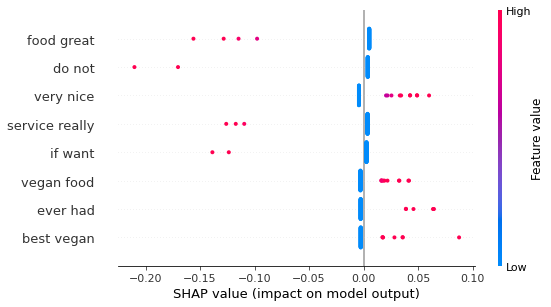 High
food great
do not
very nice
service really
if want
vegan food
ever had
best vegan
Feature value
Low
−0.20 −0.15 −0.10 −0.05 0.00 0.05 0.10
SHAP value (impact on model output)